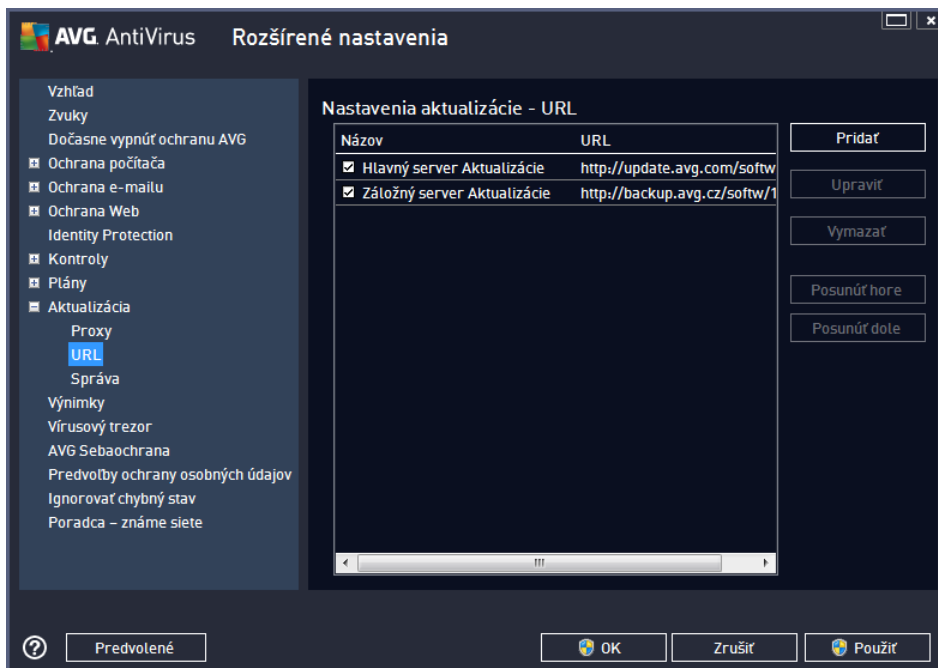 AVG. AntiVirus Rozšírené nastavenia
Vzhľad
Zvuky
Dočasne vypnúť ochranu AVG
Ochrana počítača
Ochrana e-mailu
Ochrana Web
Identity Protection
Kontroly
Plány
Aktualizácia
Proxy
URL
Správa
Výnimky
Vírusový trezor
AVG Sebaochrana
Predvoľby ochrany osobných údajov
Ignorovať chybný stav
Poradca – známe siete
Nastavenia aktualizácie - URL
Názov URL
Hlavný server Aktualizácie http://update.avg.com/softw
Záložný server Aktualizácie http://backup.avg.cz/softw/1
Pridať
Upraviť
Vymazať
Posunúť hore
Posunúť dole
Predvolené
OK
Zrušiť
Použiť